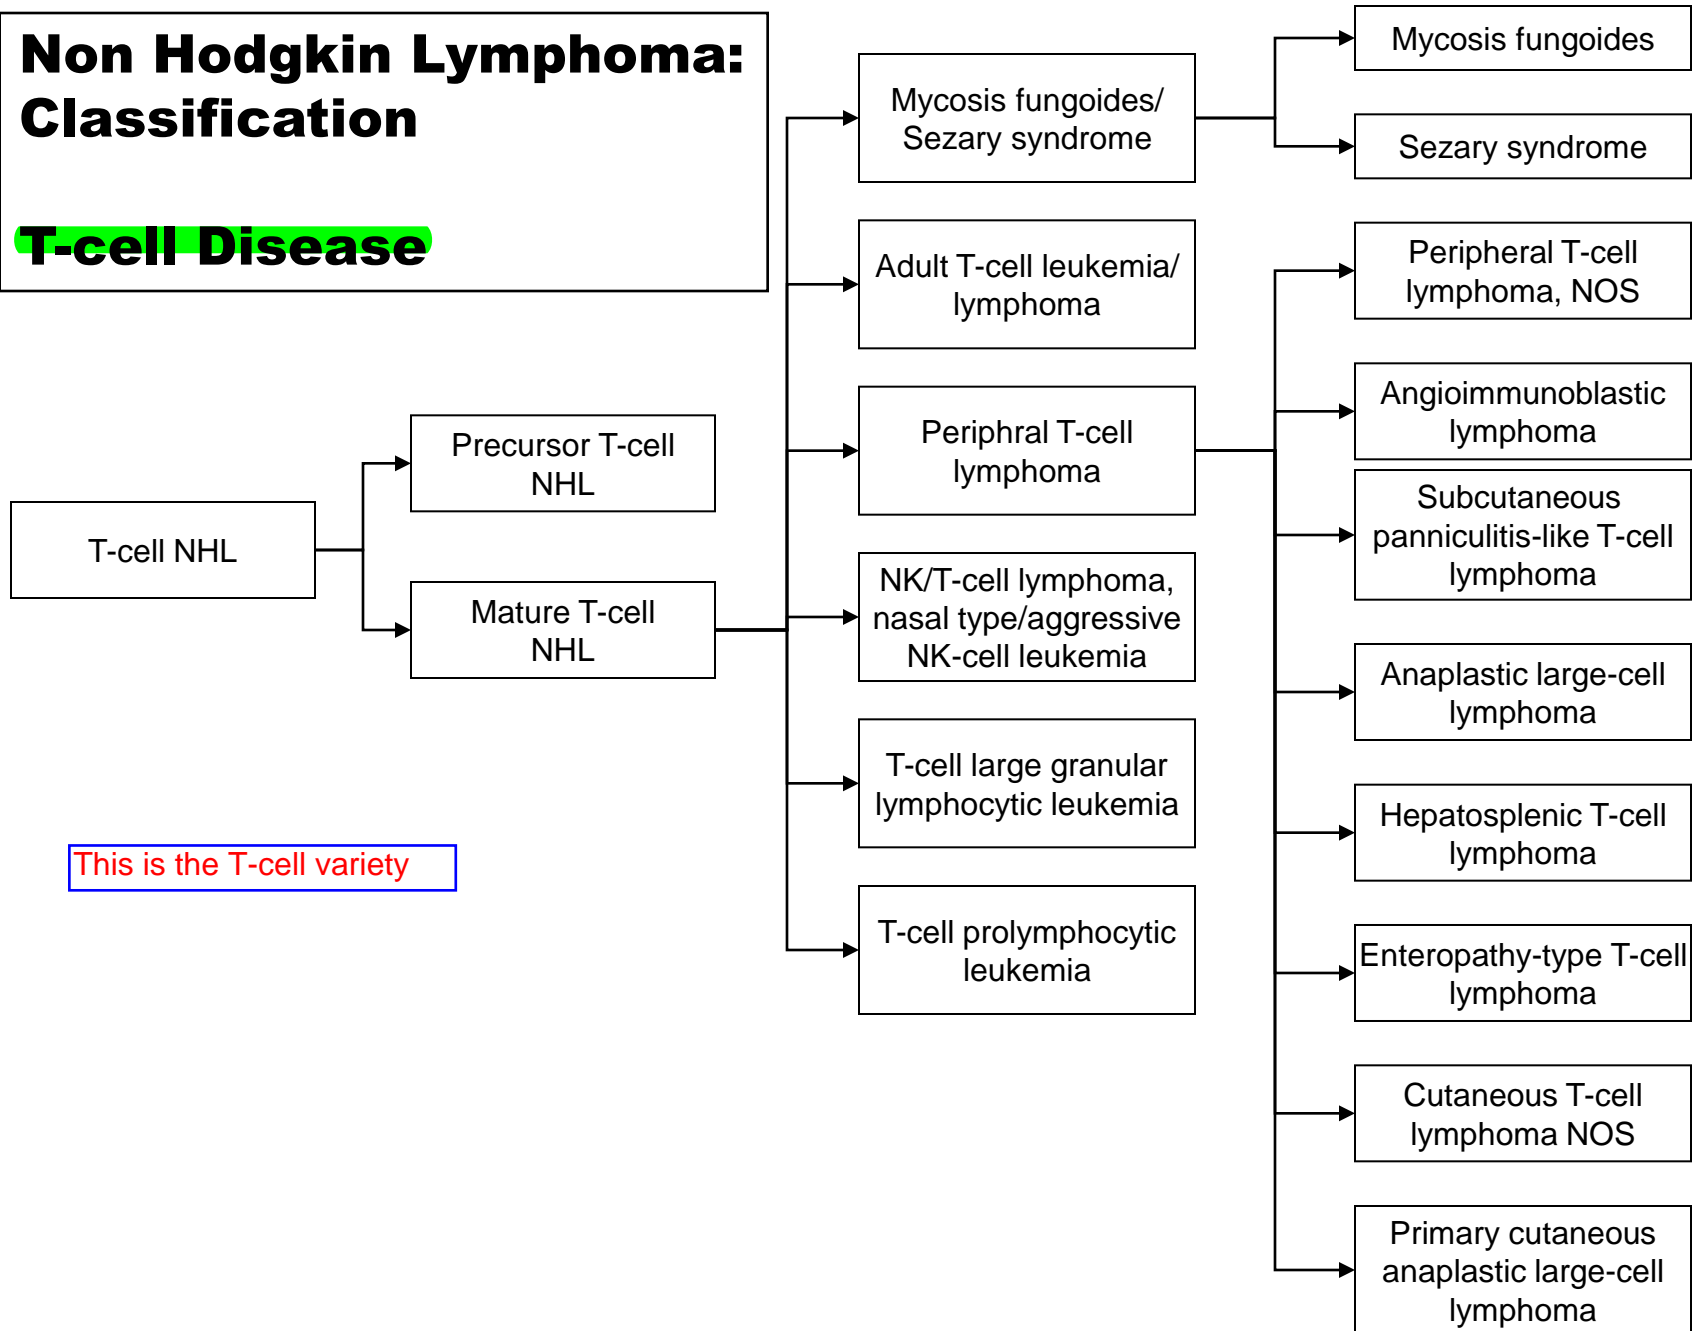 Non Hodgkin Lymphoma:
Classification
T-cell Disease
T-cell NHL
Precursor T-cell
NHL
Mature T-cell
NHL
This is the T-cell variety
Mycosis fungoides/
Sezary syndrome
Adult T-cell leukemia/
lymphoma
Periphral T-cell
lymphoma
NK/T-cell lymphoma,
nasal type/aggressive
NK-cell leukemia
T-cell large granular
lymphocytic leukemia
T-cell prolymphocytic
leukemia
Mycosis fungoides
Sezary syndrome
Peripheral T-cell
lymphoma, NOS
Angioimmunoblastic
lymphoma
Subcutaneous
panniculitis-like T-cell
lymphoma
Anaplastic large-cell
lymphoma
Hepatosplenic T-cell
lymphoma
Enteropathy-type T-cell
lymphoma
Cutaneous T-cell
lymphoma NOS
Primary cutaneous
anaplastic large-cell
lymphoma